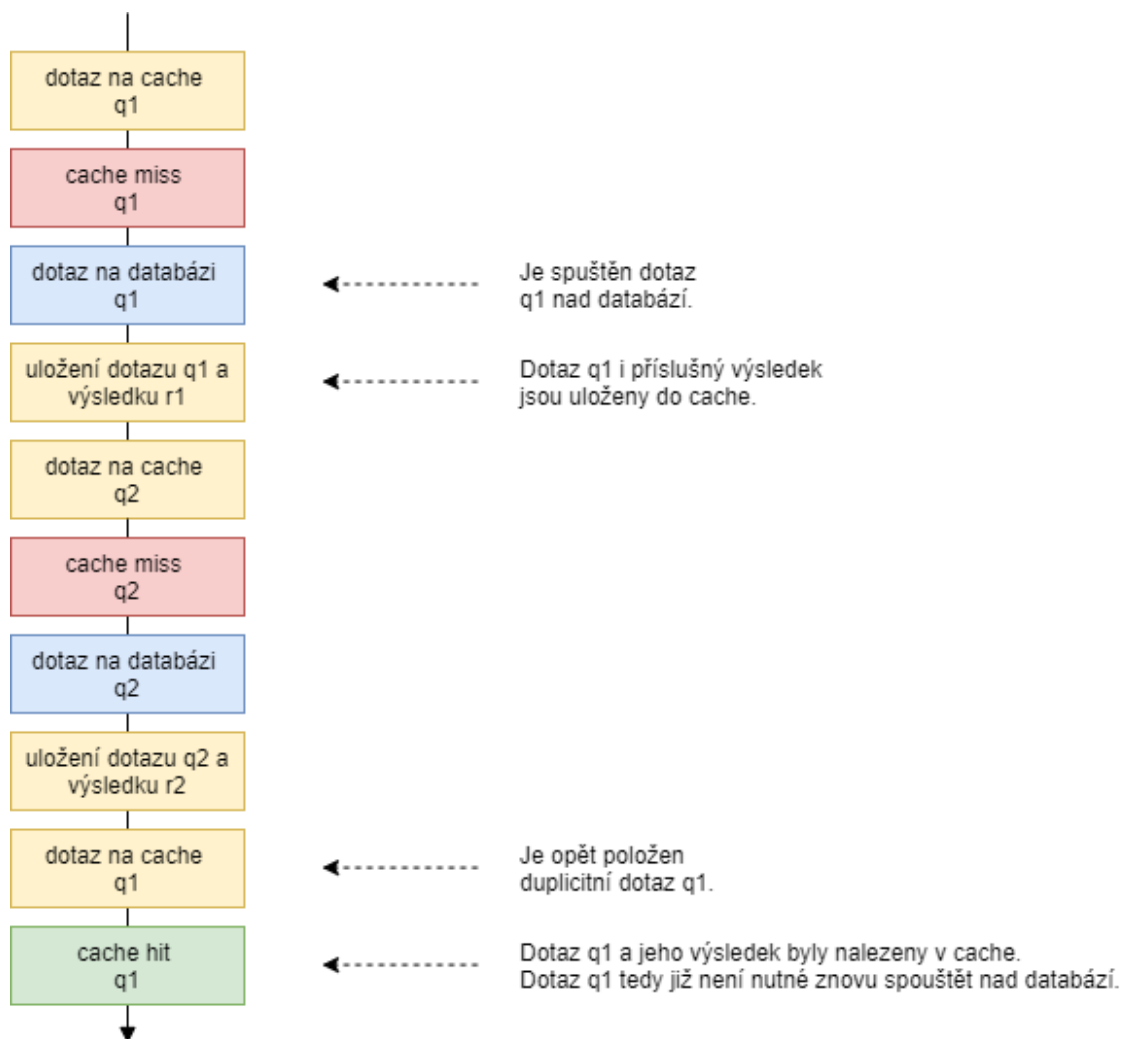 dotaz na cache
q1
cache miss
q1
dotaz na databázi
q1
Je spuštěn dotaz
q1 nad databází.
uložení dotazu q1 a
výsledku r1
Dotaz q1 i příslušný výsledek
jsou uloženy do cache.
dotaz na cache
q2
cache miss
q2
dotaz na databázi
q2
uložení dotazu q2 a
výsledku r2
dotaz na cache
q1
Je opět položen
duplicitní dotaz q1.
cache hit
q1
Dotaz q1 a jeho výsledek byly nalezeny v cache.
Dotaz q1 tedy již není nutné znovu spouštět nad databází.